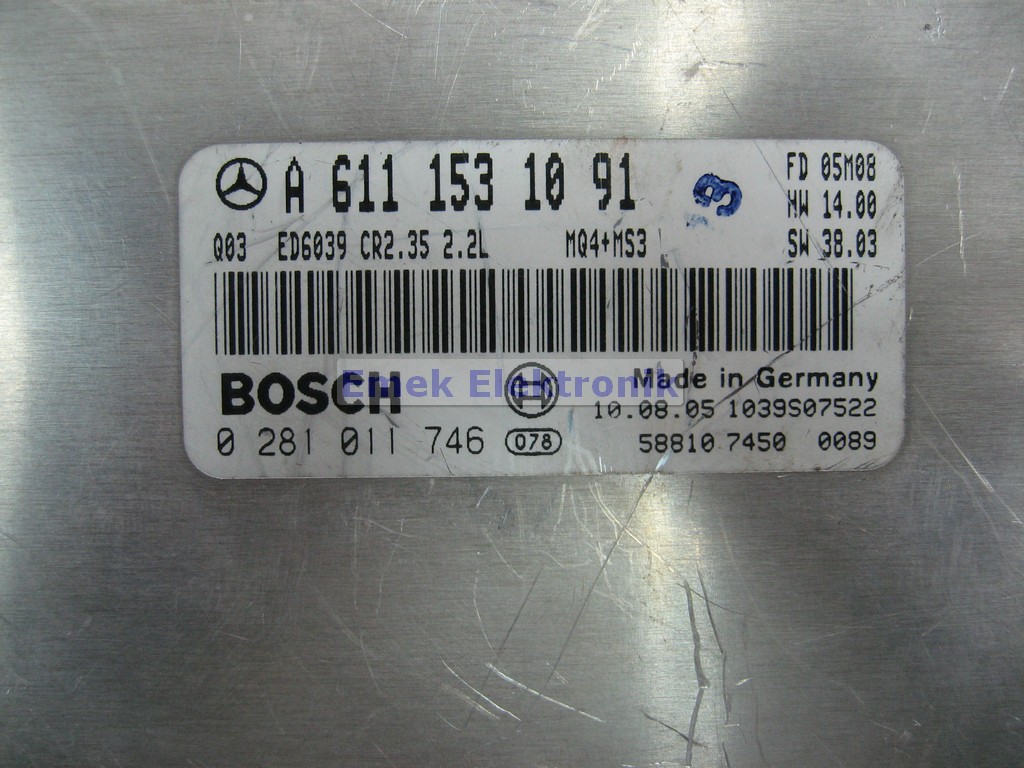 A 611 153 10 91
9
FD 05M08
HW 14.00
SW 38.03
Q03 ED6039 CR2.35 2.2L MQ4+MS3
BOSCH
Emek Elektronik
Made in Germany
10.08.05 1039S07522
0 281 011 746 078
58810 7450 0089